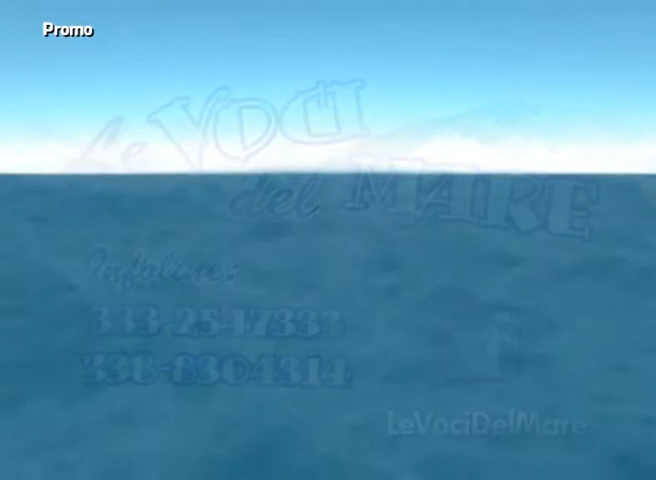 Promo
Le VOCI
del MARE
Infoline:
333-2547333
338-8304314
LeVociDelMare